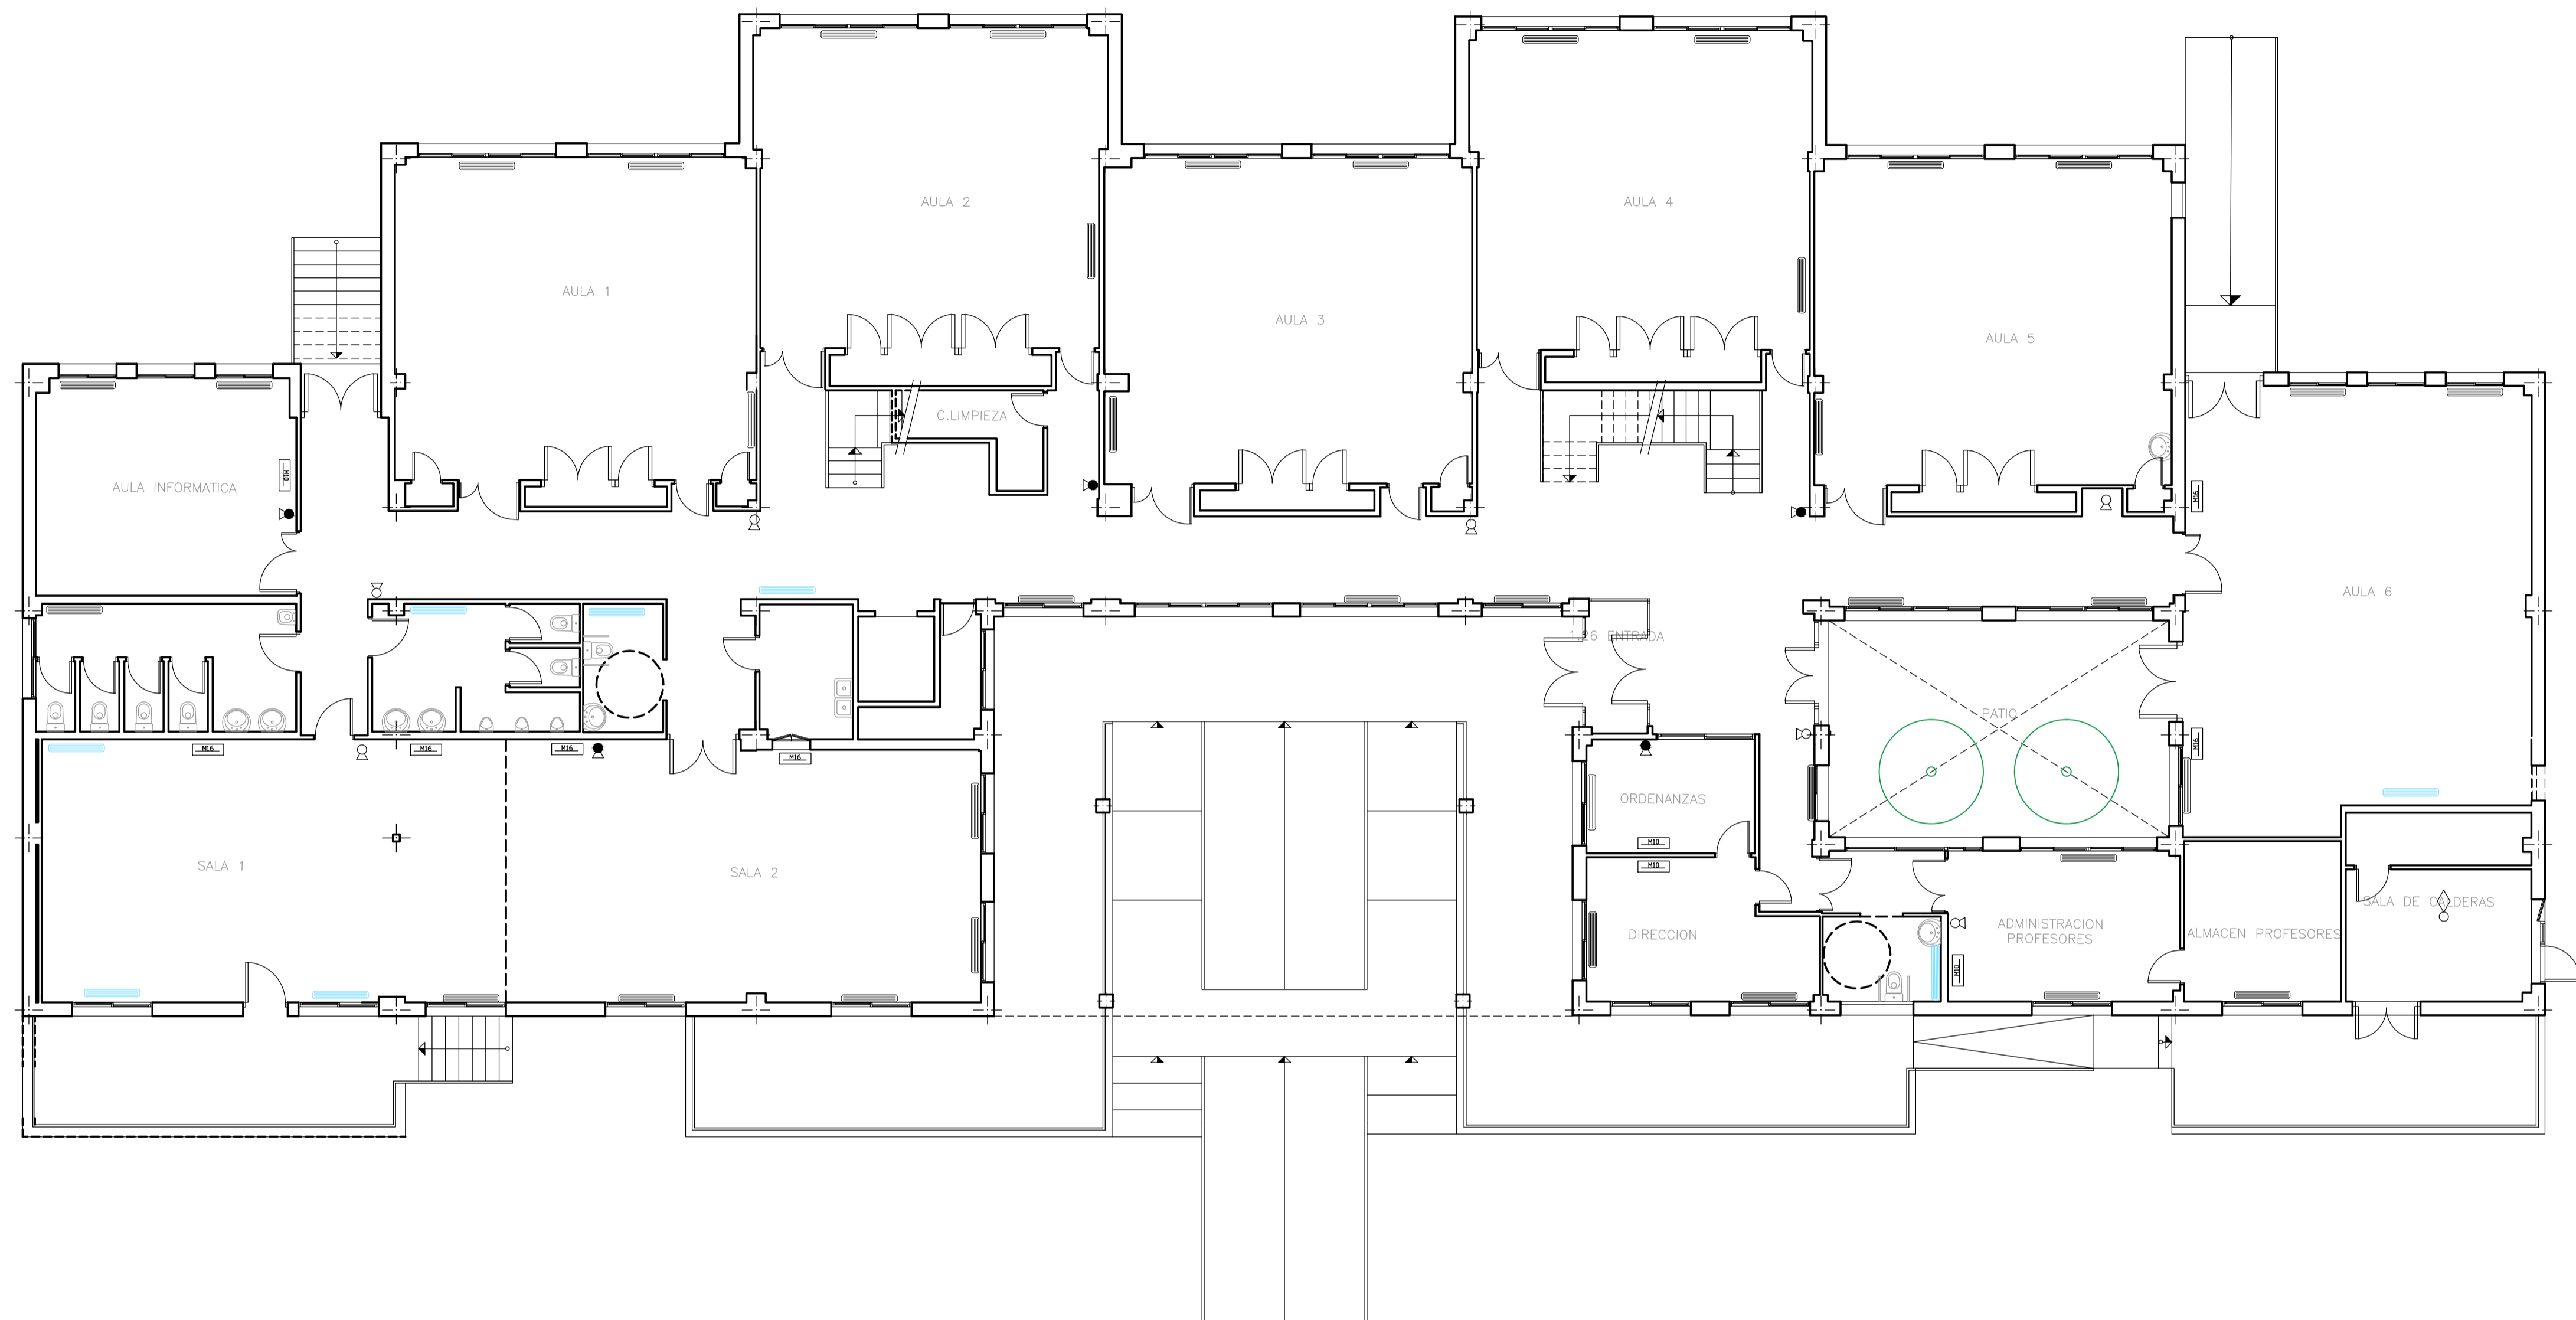 AULA 2
AULA 4
AULA 1
AULA 3
AULA 5
C.LIMPIEZA
AULA INFORMATICA
M10
M16
AULA 6
1.26 ENTRADA
PATIO
M16
M16
M16
M16
M16
ORDENANZAS
M10
M10
SALA 1
SALA 2
SALA DE CALDERAS
DIRECCION
ADMINISTRACION
PROFESORES
ALMACEN PROFESORES
M10